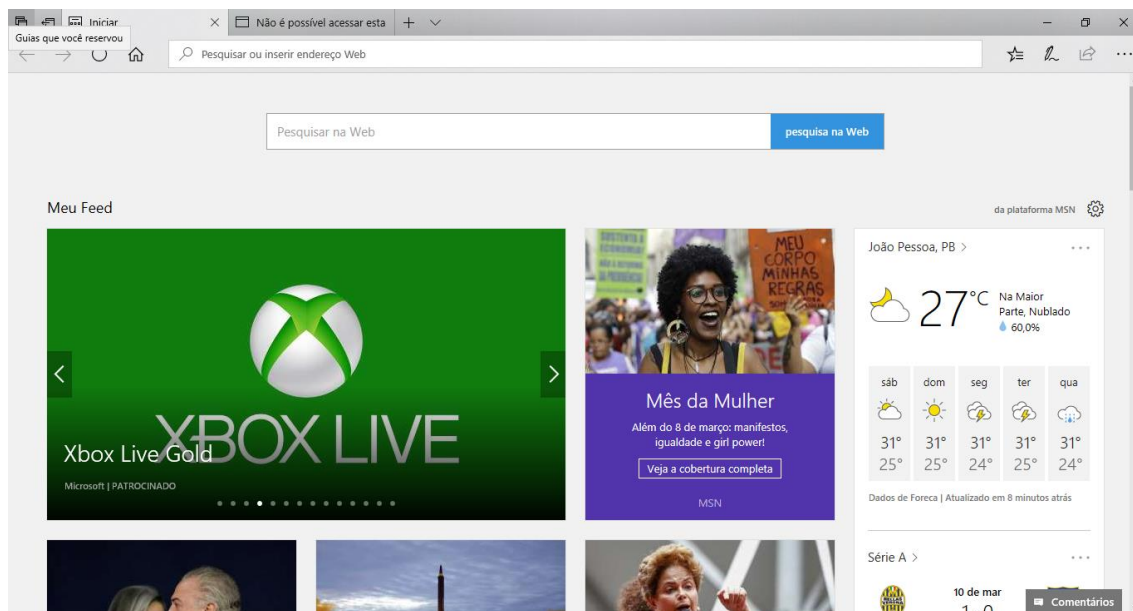 Iniciar
Não é possível acessar esta
Guias que você reservou
Pesquisar ou inserir endereço Web
Pesquisar na Web
pesquisa na Web
Meu Feed
da plataforma MSN
XBOX LIVE
Xbox Live Gold
Microsoft | PATROCINADO
SUSTENTA A
ECONOMIA!
MEU
CORPO
MINHAS
REGRAS
Mês da Mulher
Além do 8 de março: manifestos,
igualdade e girl power!
Veja a cobertura completa
MSN
João Pessoa, PB >
27°C
Na Maior
Parte, Nublado
60,0%
sáb dom seg ter qua
31° 31° 31° 31° 31°
25° 25° 24° 25° 24°
Dados de Foreca | Atualizado em 8 minutos atrás
Série A >
10 de mar
1 0
Comentários